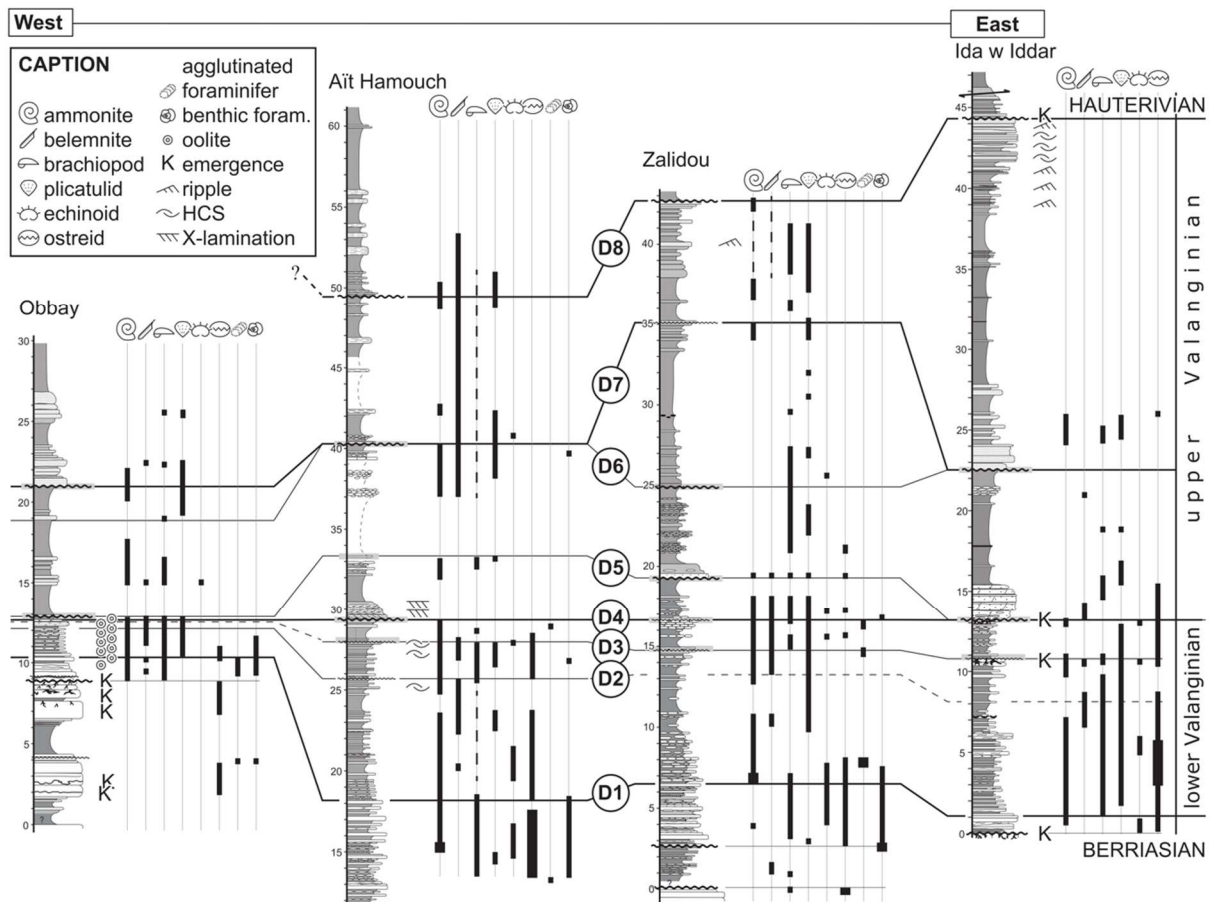 West
East
CAPTION
ammonite
belemnite
brachiopod
plicatulid
echinoid
ostreid
agglutinated
foraminifer
benthic foram.
oolite
K emergence
ripple
HCS
X-lamination
Obbay
30
25
20
15
10
5
0
?
K
K
K
K
K
Aït Hamouch
60
55
50
45
40
35
30
25
20
15
?
D8
D7
D6
D5
D4
D3
D2
D1
Zalidou
40
35
30
25
20
15
10
5
0
Ida w Iddar
45
40
35
30
25
20
15
10
5
0
K
K
K
K
HAUTERIVIAN
upper Valanginian
lower Valanginian
BERRIASIAN